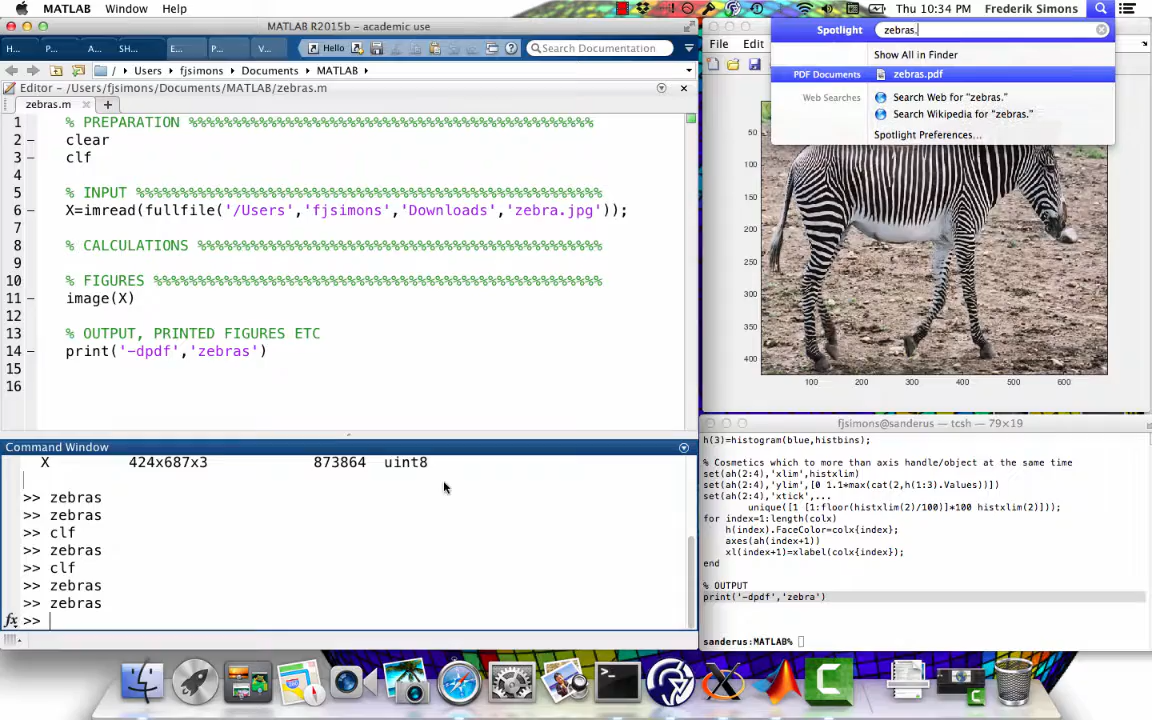 MATLAB Window Help
Thu 10:34 PM Frederik Simons
MATLAB R2015b - academic use
H... P... A... SH... E... P... V... Hello Search Documentation
/ Users / fjsimons / Documents / MATLAB /
Editor - /Users/fjsimons/Documents/MATLAB/zebras.m
zebras.m
1 % PREPARATION %%%%%%%%%%%%%%%%%%%%%%%%%%%%%%%%%%%%%%%%%%%%%%
2 clear
3 clf
4
5 % INPUT %%%%%%%%%%%%%%%%%%%%%%%%%%%%%%%%%%%%%%%%%%%%%%%%%%%%%
6 X=imread(fullfile('/Users','fjsimons','Downloads','zebra.jpg'));
7
8 % CALCULATIONS %%%%%%%%%%%%%%%%%%%%%%%%%%%%%%%%%%%%%%%%%%%%%%
9
10 % FIGURES %%%%%%%%%%%%%%%%%%%%%%%%%%%%%%%%%%%%%%%%%%%%%%%%%%%
11 image(X)
12
13 % OUTPUT, PRINTED FIGURES ETC
14 print('-dpdf','zebras')
15
16
Command Window
X 424x687x3 873864 uint8
>> zebras
>> zebras
>> clf
>> zebras
>> clf
>> zebras
>> zebras
fx >>
File Edit
Spotlight zebras.
Show All in Finder
PDF Documents zebras.pdf
Web Searches Search Web for "zebras."
Search Wikipedia for "zebras."
Spotlight Preferences...
50
200
250
300
350
400
100 200 300 400 500 600
fjsimons@sanderus — tcsh — 79×19
h(3)=histogram(blue,histbins);
% Cosmetics which to more than axis handle/object at the same time
set(ah(2:4),'xlim',histxlim)
set(ah(2:4),'ylim',[0 1.1*max(cat(2,h(1:3).Values))])
set(ah(2:4),'xtick',...
unique([1 [1:floor(histxlim(2)/100)]*100 histxlim(2)]));
for index=1:length(colx)
h(index).FaceColor=colx{index};
axes(ah(index+1))
xl(index+1)=xlabel(colx{index});
end
% OUTPUT
print('-dpdf','zebra')
sanderus:MATLAB%